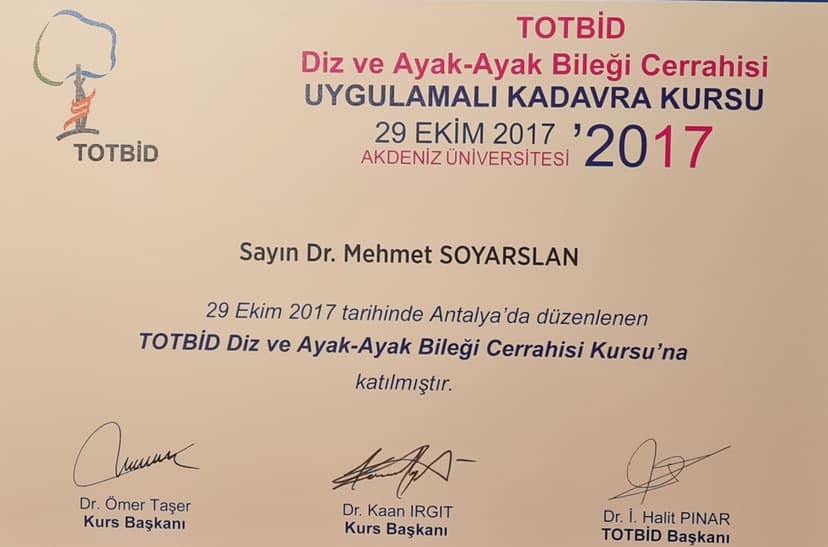 TOTBİD
TOTBİD
Diz ve Ayak-Ayak Bileği Cerrahisi
UYGULAMALI KADAVRA KURSU
29 EKİM 2017 ’2017
AKDENİZ ÜNİVERSİTESİ
Sayın Dr. Mehmet SOYARSLAN
29 Ekim 2017 tarihinde Antalya’da düzenlenen
TOTBİD Diz ve Ayak-Ayak Bileği Cerrahisi Kursu’na
katılmıştır.
Dr. Ömer Taşer
Kurs Başkanı
Dr. Kaan IRGIT
Kurs Başkanı
Dr. İ. Halit PINAR
TOTBİD Başkanı